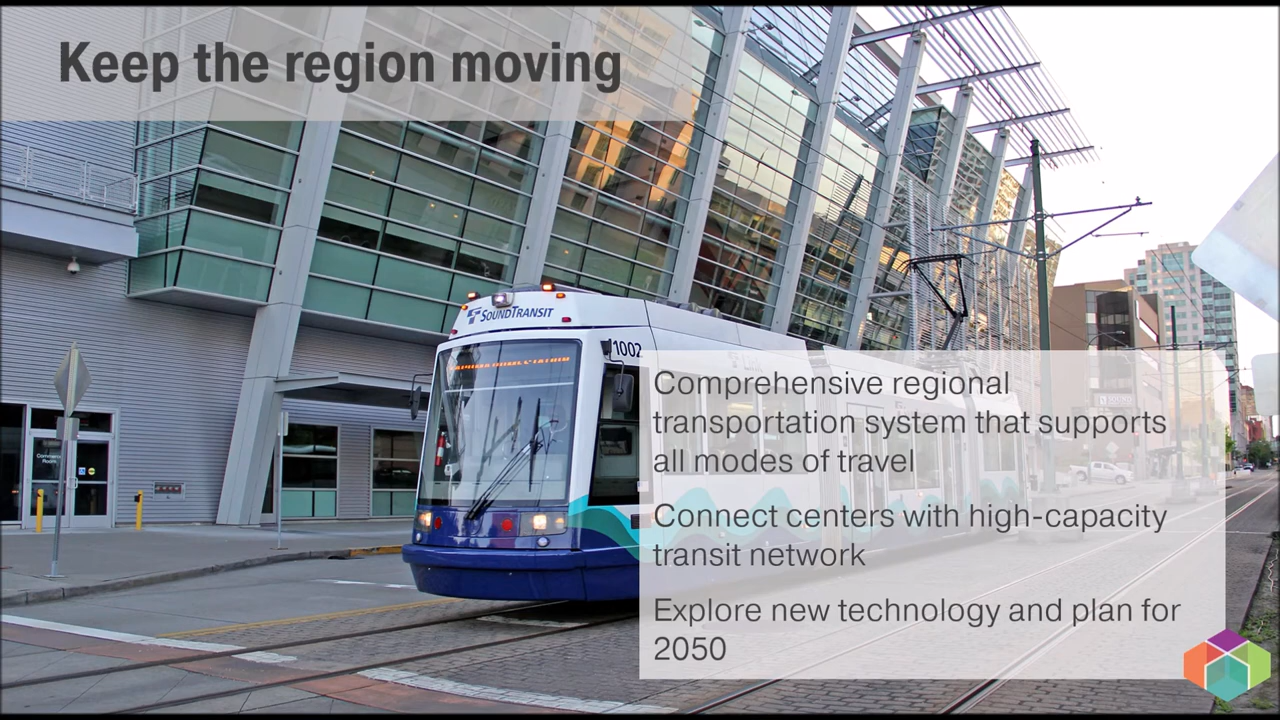 Keep the region moving
SOUNDTRANSIT
1002
Comprehensive regional
transportation system that supports
all modes of travel
Connect centers with high-capacity
transit network
Explore new technology and plan for
2050